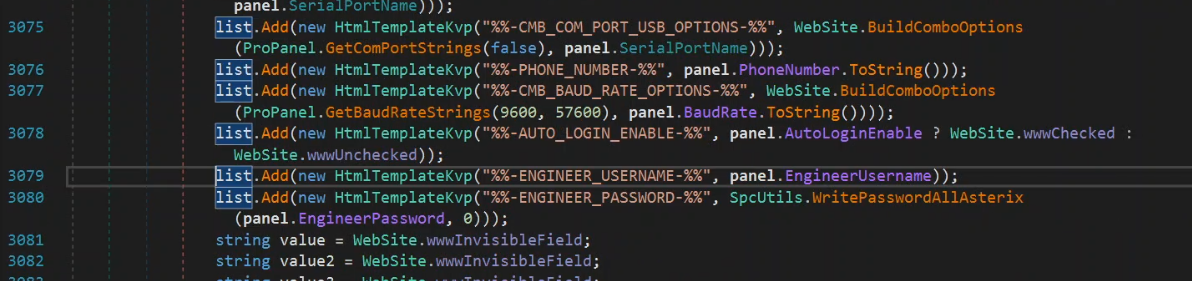 panel.SerialPortName)));
3075 list.Add(new HtmlTemplateKvp("%%-CMB_COM_PORT_USB_OPTIONS-%%", WebSite.BuildComboOptions
(ProPanel.GetComPortStrings(false), panel.SerialPortName)));
3076 list.Add(new HtmlTemplateKvp("%%-PHONE_NUMBER-%%", panel.PhoneNumber.ToString()));
3077 list.Add(new HtmlTemplateKvp("%%-CMB_BAUD_RATE_OPTIONS-%%", WebSite.BuildComboOptions
(ProPanel.GetBaudRateStrings(9600, 57600), panel.BaudRate.ToString())));
3078 list.Add(new HtmlTemplateKvp("%%-AUTO_LOGIN_ENABLE-%%", panel.AutoLoginEnable ? WebSite.wwwChecked :
WebSite.wwwUnchecked));
3079 list.Add(new HtmlTemplateKvp("%%-ENGINEER_USERNAME-%%", panel.EngineerUsername));
3080 list.Add(new HtmlTemplateKvp("%%-ENGINEER_PASSWORD-%%", SpcUtils.WritePasswordAllAsterix
(panel.EngineerPassword, 0)));
3081 string value = WebSite.wwwInvisibleField;
3082 string value2 = WebSite.wwwInvisibleField;